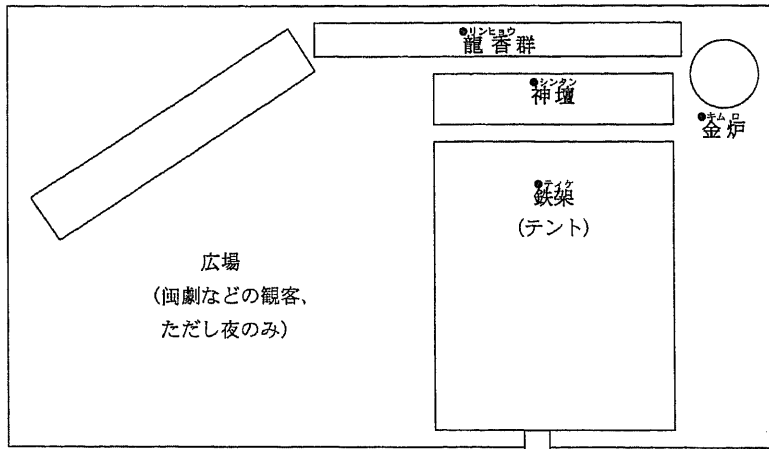 ●リンヒョウ
龍香群
●シンタン
神壇
●キムロ
金炉
●ティケ
鉄架
(テント)
広場
(閩劇などの観客、
ただし夜のみ)